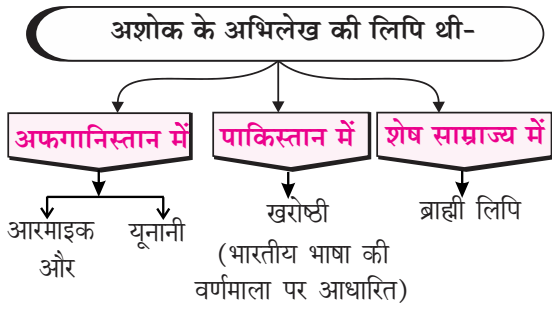 अशोक के अभिलेख की लिपि थी-
अफगानिस्तान में
पाकिस्तान में
शेष साम्राज्य में
आरमाइक
और
यूनानी
खरोष्ठी
(भारतीय भाषा की
वर्णमाला पर आधारित)
ब्राह्मी लिपि